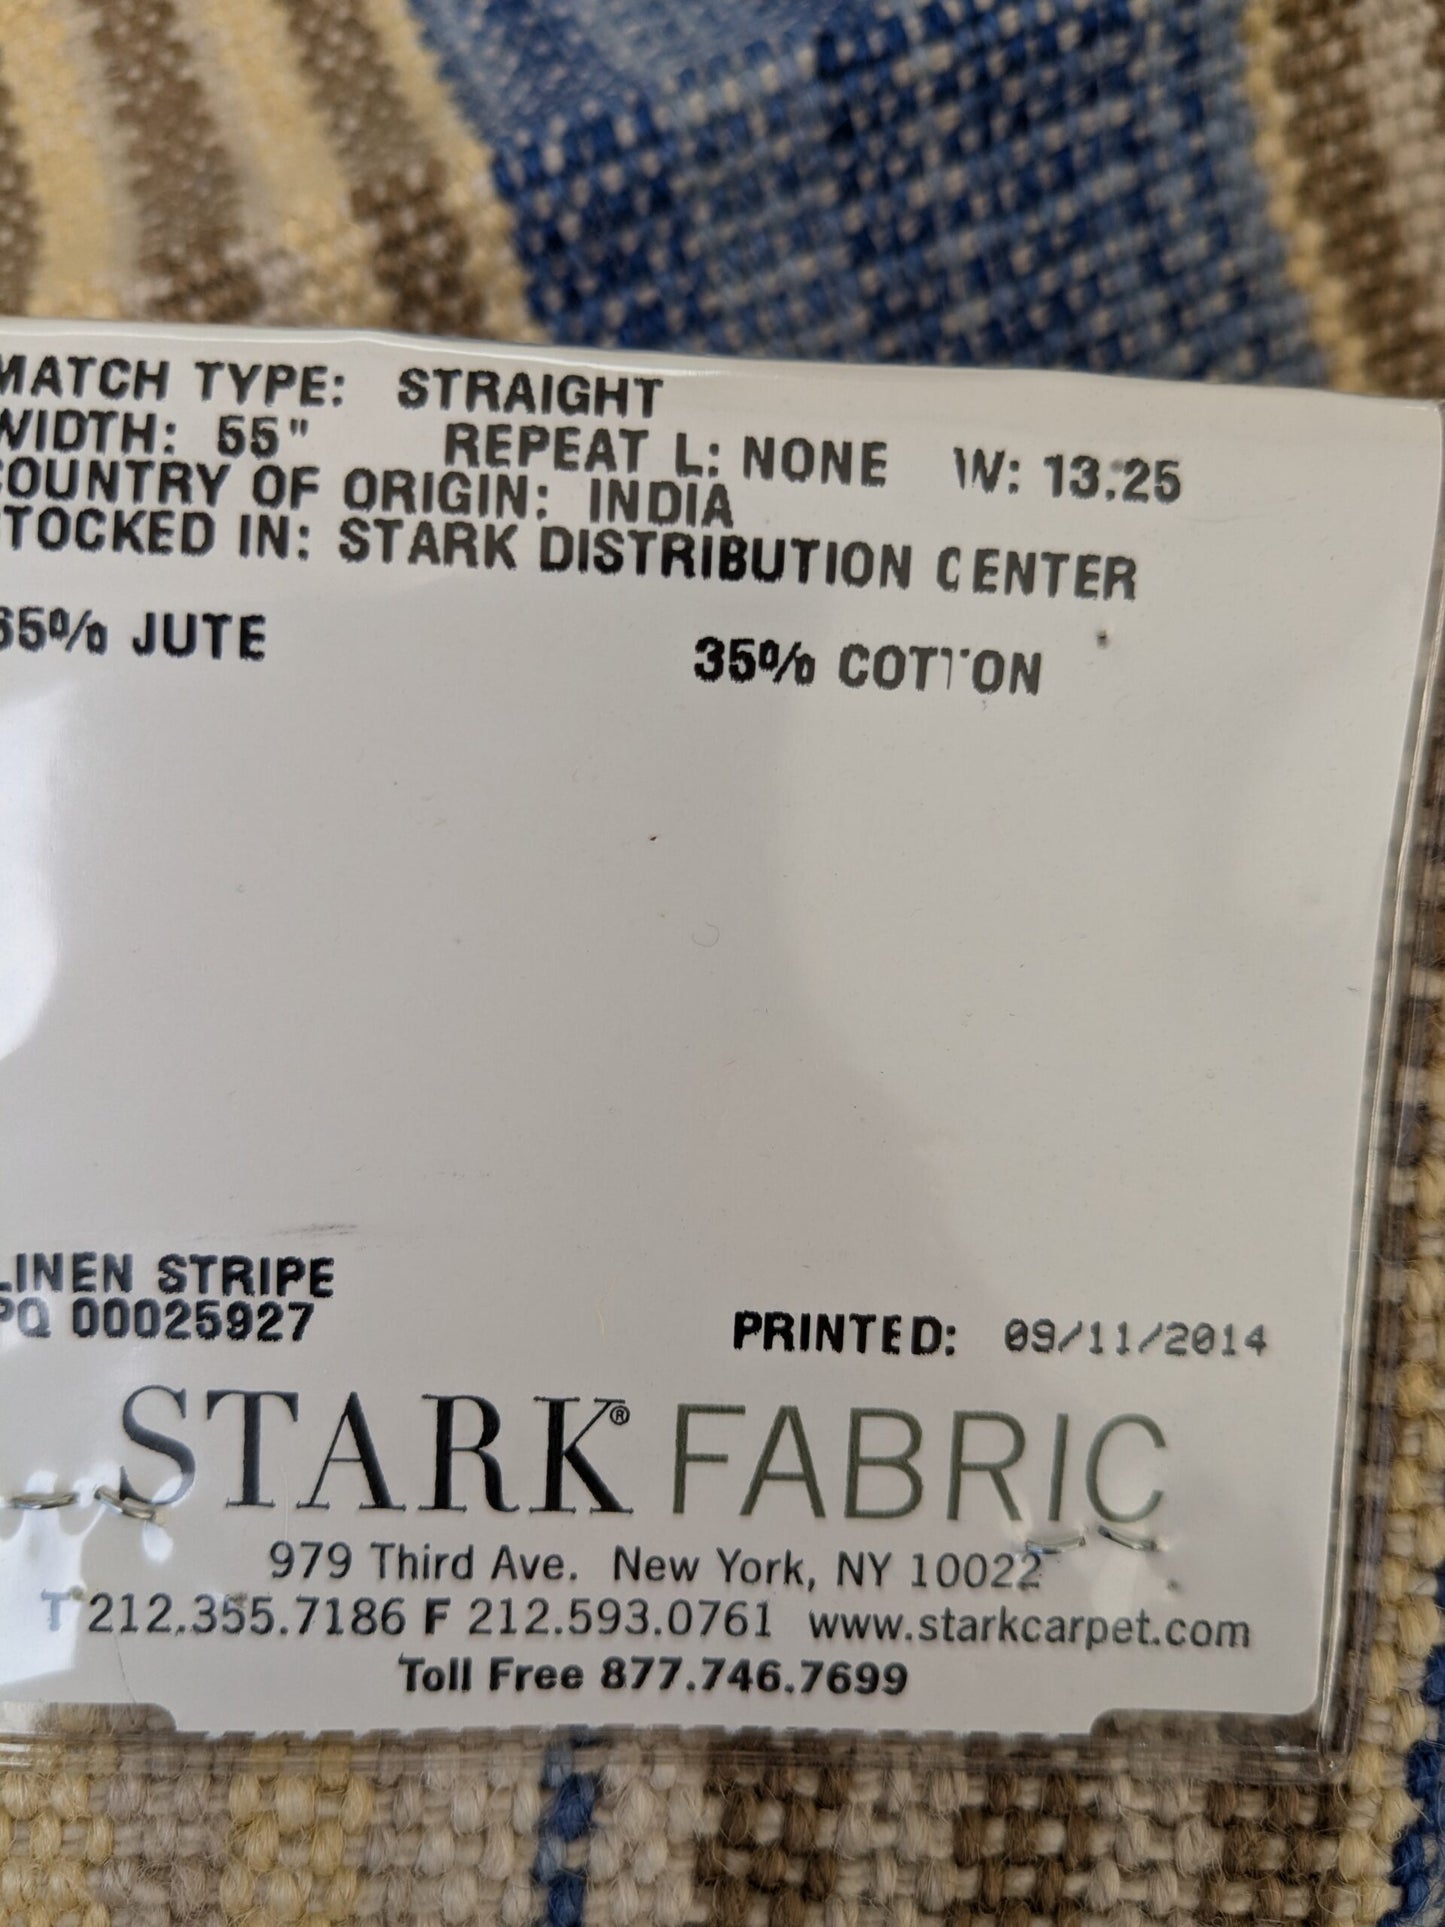 MATCH TYPE: STRAIGHT
WIDTH: 55" REPEAT L: NONE W: 13.25
COUNTRY OF ORIGIN: INDIA
STOCKED IN: STARK DISTRIBUTION CENTER
65% JUTE 35% COTTON
LINEN STRIPE
PQ 00025927
PRINTED: 09/11/2014
STARK® FABRIC
979 Third Ave. New York, NY 10022
T 212.355.7186 F 212.593.0761 www.starkcarpet.com
Toll Free 877.746.7699